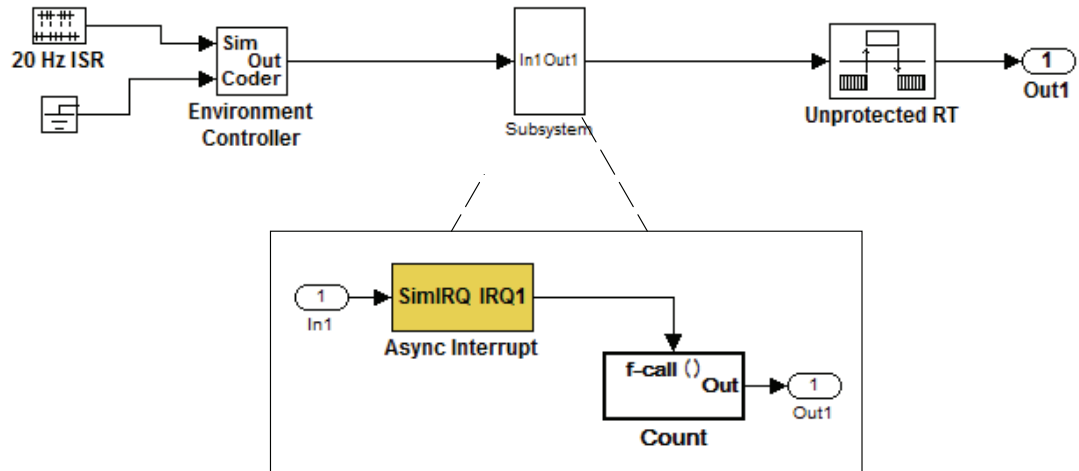 20 Hz ISR
Sim
Out
Coder
Environment
Controller
In1 Out1
Subsystem
Unprotected RT
1
Out1
1
In1
SimIRQ IRQ1
Async Interrupt
f-call ()
Out
Count
1
Out1